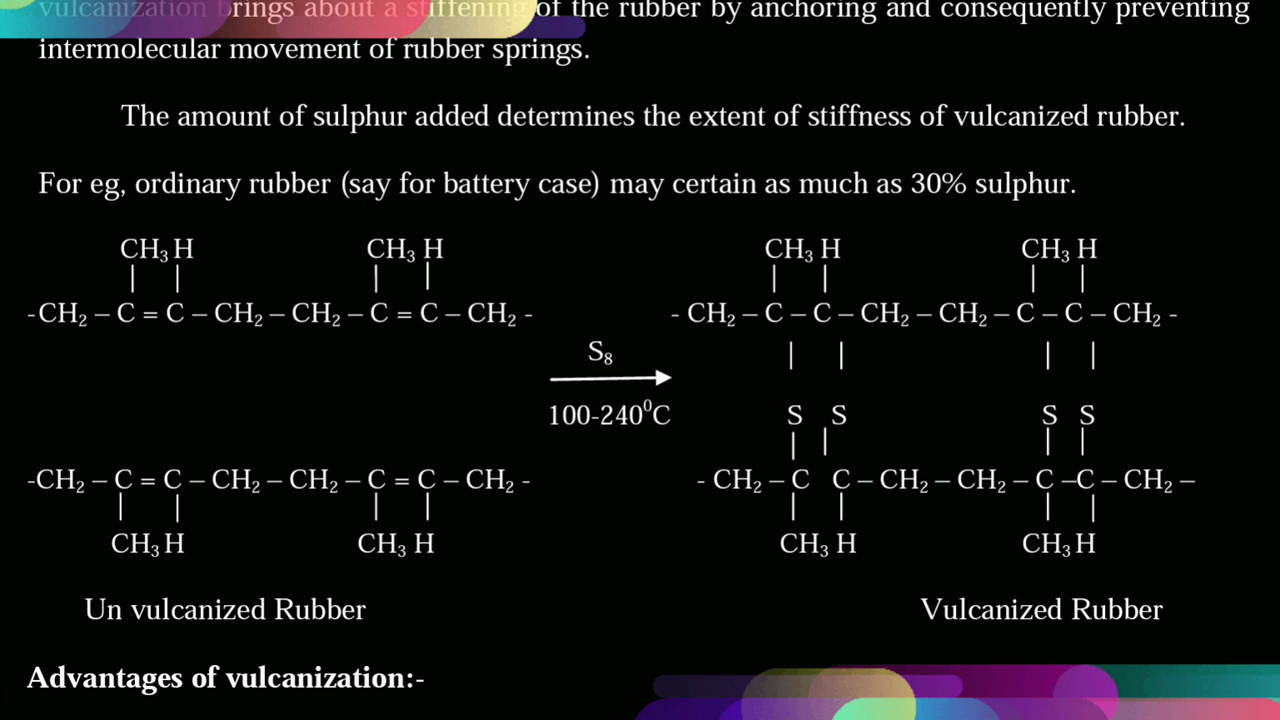 vulcanization brings about a stiffening of the rubber by anchoring and consequently preventing
intermolecular movement of rubber springs.
The amount of sulphur added determines the extent of stiffness of vulcanized rubber.
For eg, ordinary rubber (say for battery case) may certain as much as 30% sulphur.
CH₃ H CH₃ H CH₃ H CH₃ H
| | | | | | | |
-CH₂ – C = C – CH₂ – CH₂ – C = C – CH₂ - - CH₂ – C – C – CH₂ – CH₂ – C – C – CH₂ -
S₈ | | | |
100-240⁰C S S S S
| | | |
-CH₂ – C = C – CH₂ – CH₂ – C = C – CH₂ - - CH₂ – C C – CH₂ – CH₂ – C –C – CH₂ –
| | | | | | | |
CH₃ H CH₃ H CH₃ H CH₃ H
Un vulcanized Rubber Vulcanized Rubber
Advantages of vulcanization:-